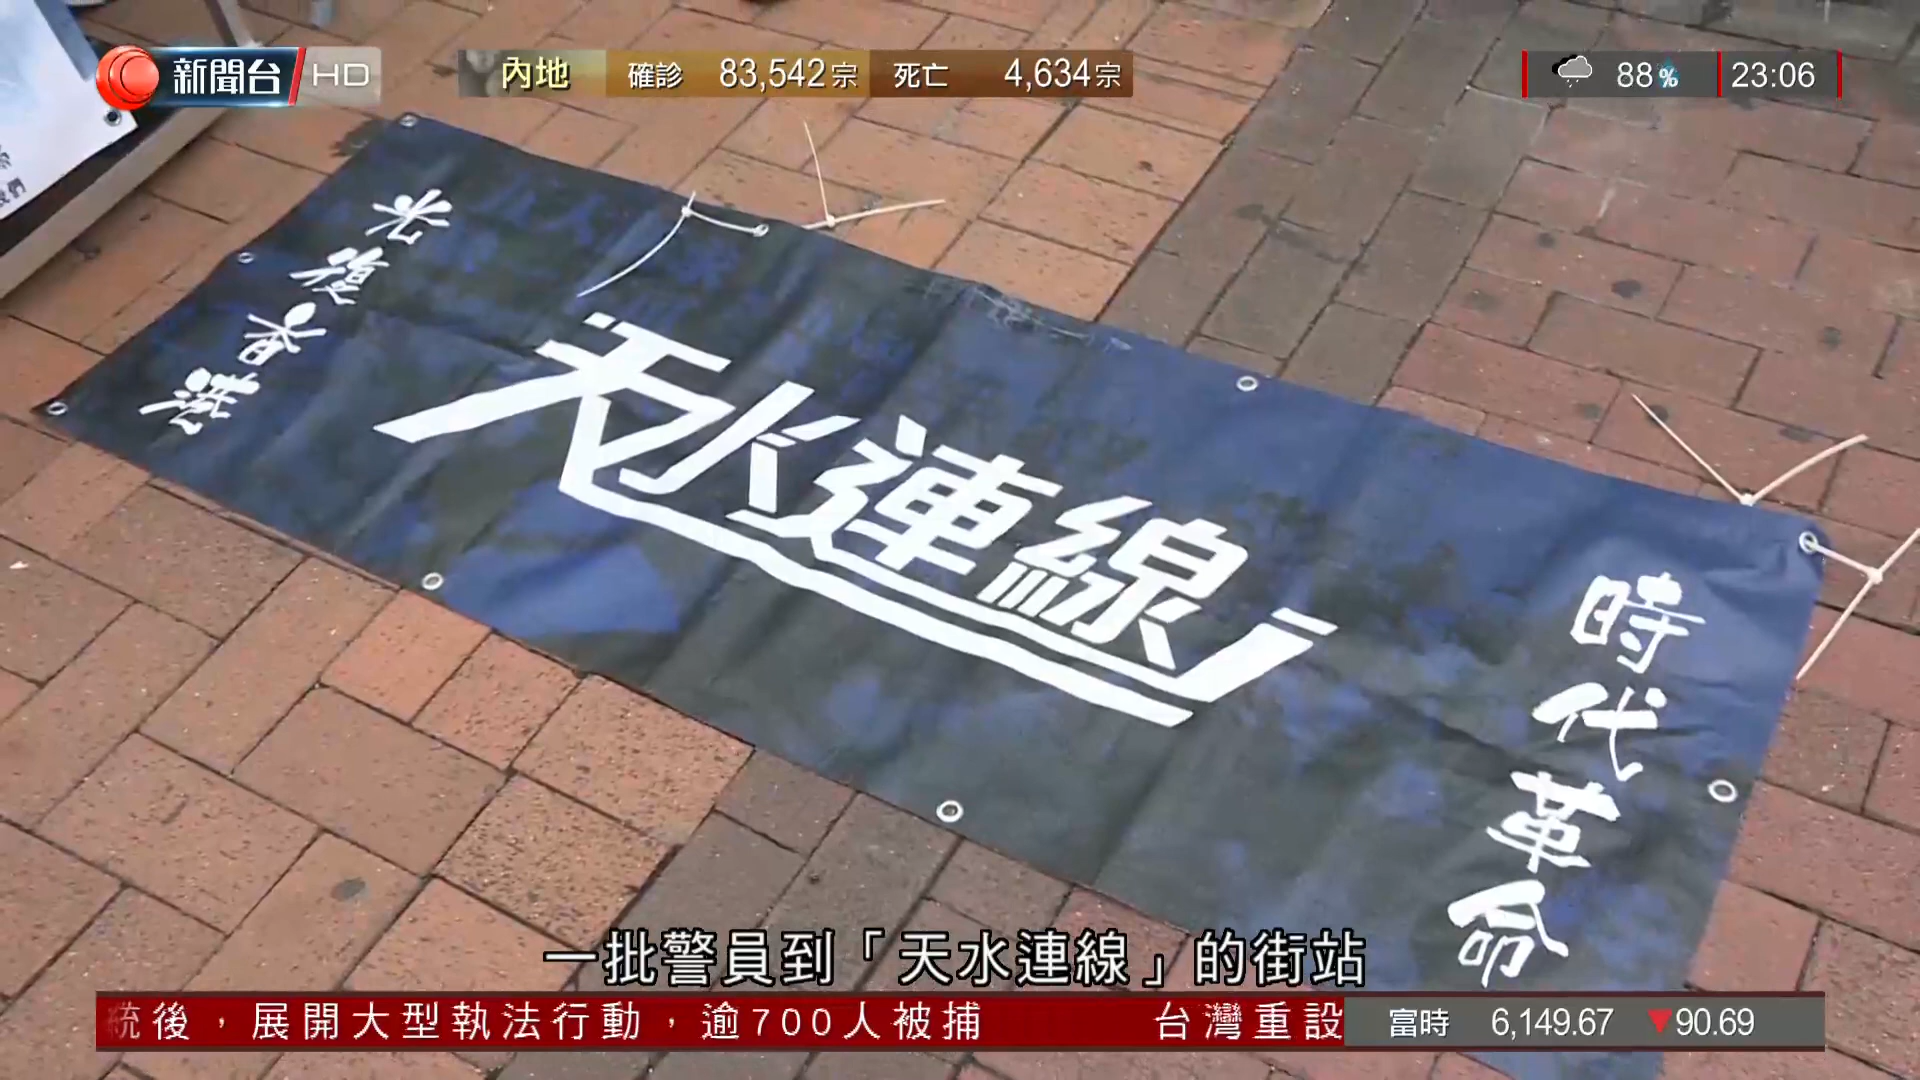 新聞台 HD
內地 確診 83,542宗 死亡 4,634宗
88% 23:06
光復香港
天水連線
時代革命
一批警員到「天水連線」的街站
統後，展開大型執法行動，逾700人被捕 台灣重設
富時 6,149.67 ▼90.69